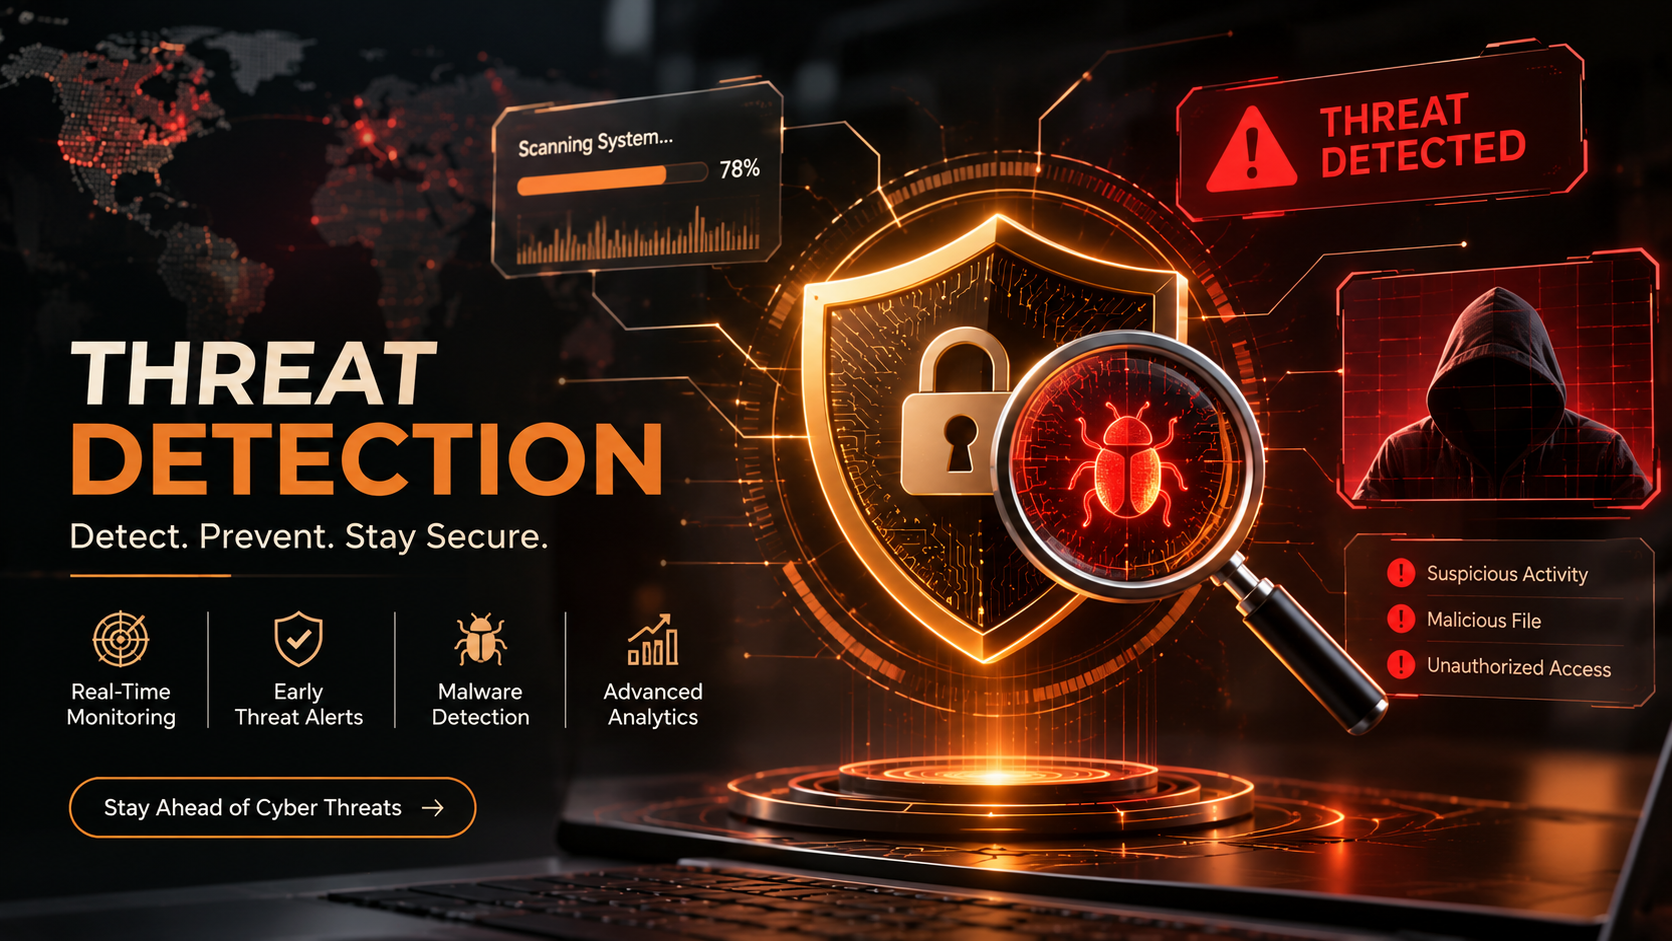 Scanning System...
78%
THREAT
DETECTED
THREAT
DETECTION
Detect. Prevent. Stay Secure.
Real-Time
Monitoring
Early
Threat Alerts
Malware
Detection
Advanced
Analytics
Stay Ahead of Cyber Threats →
Suspicious Activity
Malicious File
Unauthorized Access